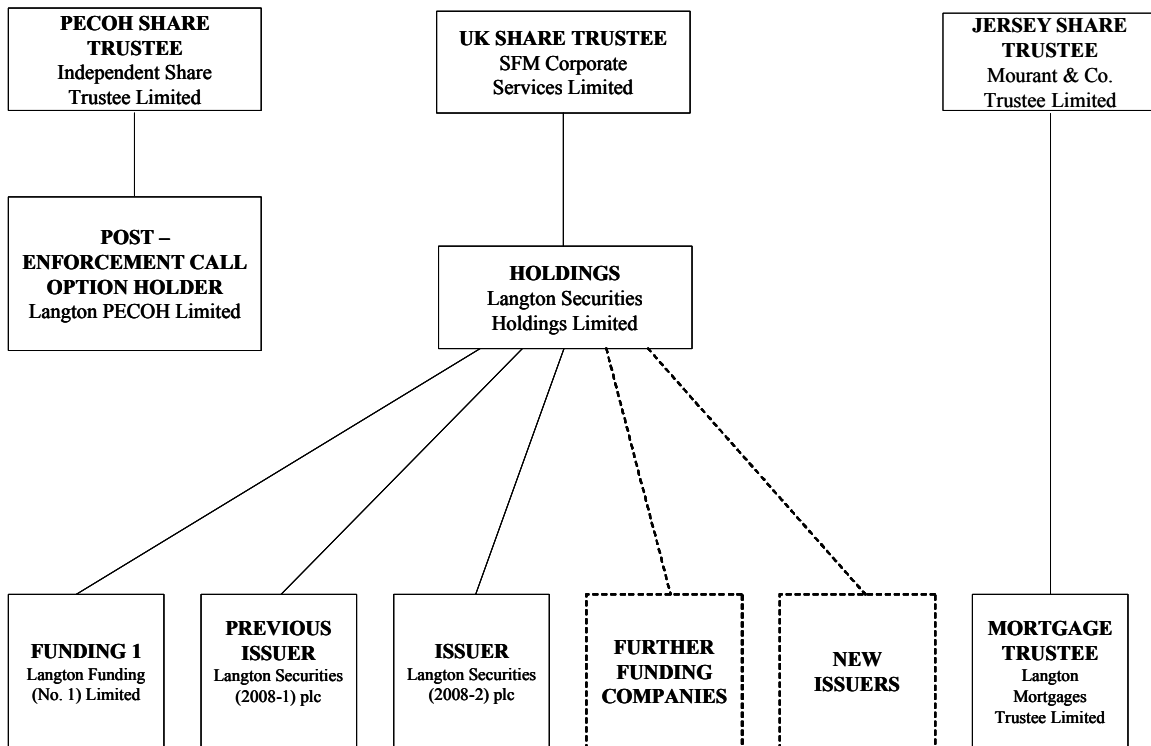 PECOH SHARE
TRUSTEE
Independent Share
Trustee Limited
UK SHARE TRUSTEE
SFM Corporate
Services Limited
JERSEY SHARE
TRUSTEE
Mourant & Co.
Trustee Limited
POST –
ENFORCEMENT CALL
OPTION HOLDER
Langton PECOH Limited
HOLDINGS
Langton Securities
Holdings Limited
FUNDING 1
Langton Funding
(No. 1) Limited
PREVIOUS
ISSUER
Langton Securities
(2008-1) plc
ISSUER
Langton Securities
(2008-2) plc
FURTHER
FUNDING
COMPANIES
NEW
ISSUERS
MORTGAGE
TRUSTEE
Langton
Mortgages
Trustee Limited